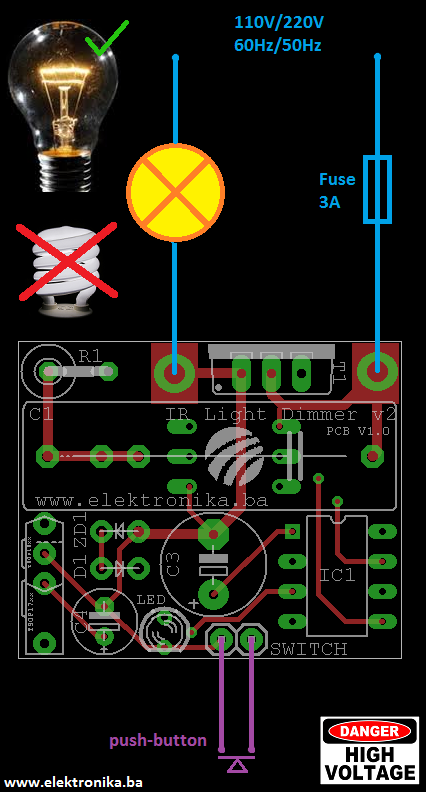 110V/220V
60Hz/50Hz
Fuse
3A
R1
T1
C1
IR Light Dimmer v2
PCB V1.0
www.elektronika.ba
ZD1
D1
C3
IC1
LED
C4
+
SWITCH
push-button
DANGER
HIGH
VOLTAGE
www.elektronika.ba